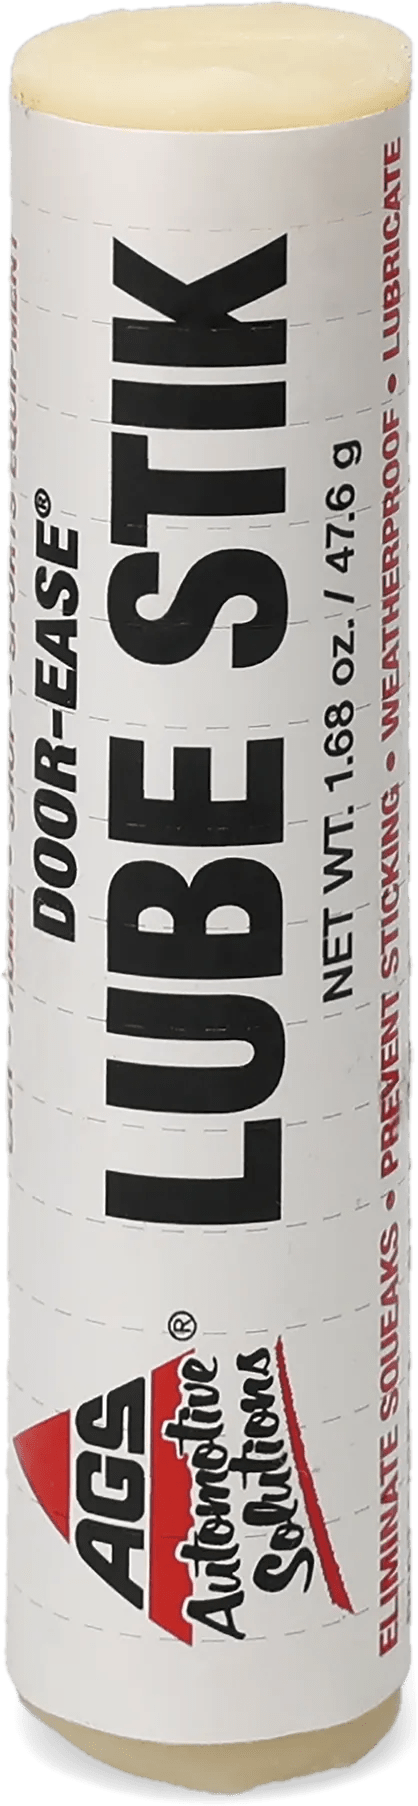 DOOR-EASE®
LUBE STIK
NET WT. 1.68 oz. / 47.6 g
ELIMINATE SQUEAKS • PREVENT STICKING • WEATHERPROOF • LUBRICATE
AGS®
Automotive
Solutions